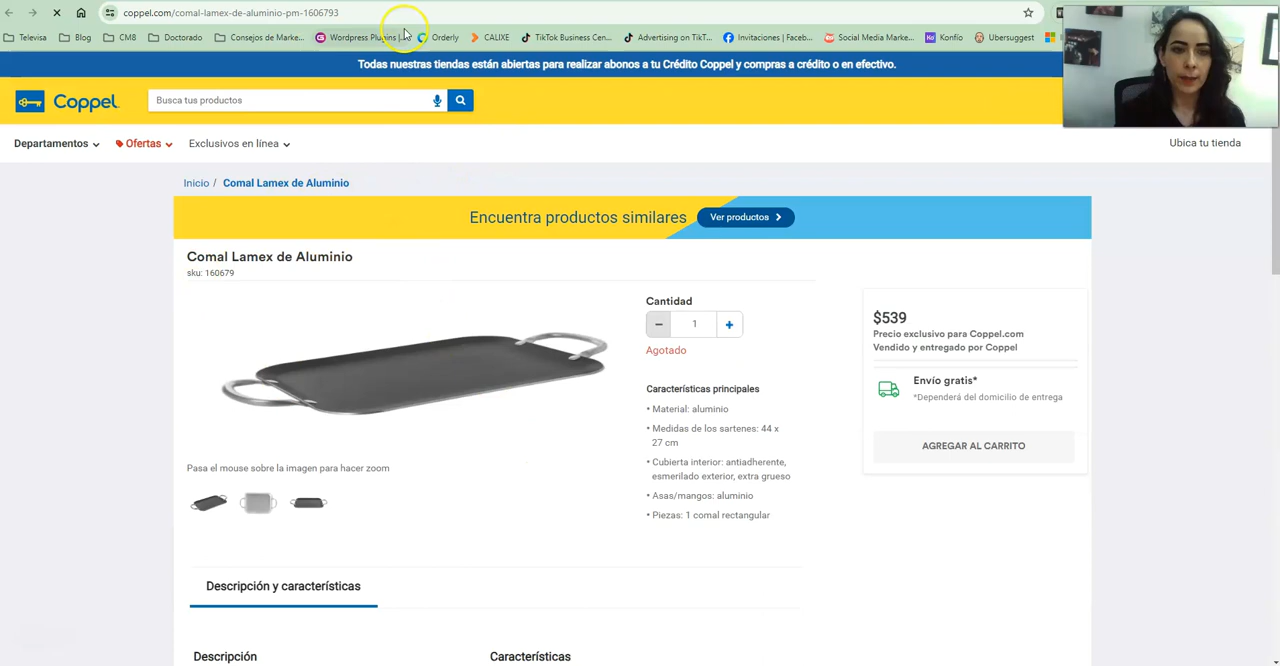 coppel.com/comal-lamex-de-aluminio-pm-1606793
Televisa Blog CM8 Doctorado Consejos de Marke... Wordpress Plugins | Orderly CALIXE TikTok Business Cen... Advertising on TikT... Invitaciones | Faceb... Social Media Marke... Konfío Ubersuggest
Todas nuestras tiendas están abiertas para realizar abonos a tu Crédito Coppel y compras a crédito o en efectivo.
Coppel
Busca tus productos
Departamentos Ofertas Exclusivos en línea Ubica tu tienda
Inicio / Comal Lamex de Aluminio
Encuentra productos similares Ver productos
Comal Lamex de Aluminio
sku: 160679
Cantidad
− 1 +
Agotado
Características principales
• Material: aluminio
• Medidas de los sartenes: 44 x
27 cm
• Cubierta interior: antiadherente,
esmerilado exterior, extra grueso
• Asas/mangos: aluminio
• Piezas: 1 comal rectangular
$539
Precio exclusivo para Coppel.com
Vendido y entregado por Coppel
Envío gratis*
*Dependerá del domicilio de entrega
AGREGAR AL CARRITO
Pasa el mouse sobre la imagen para hacer zoom
Descripción y características
Descripción Características